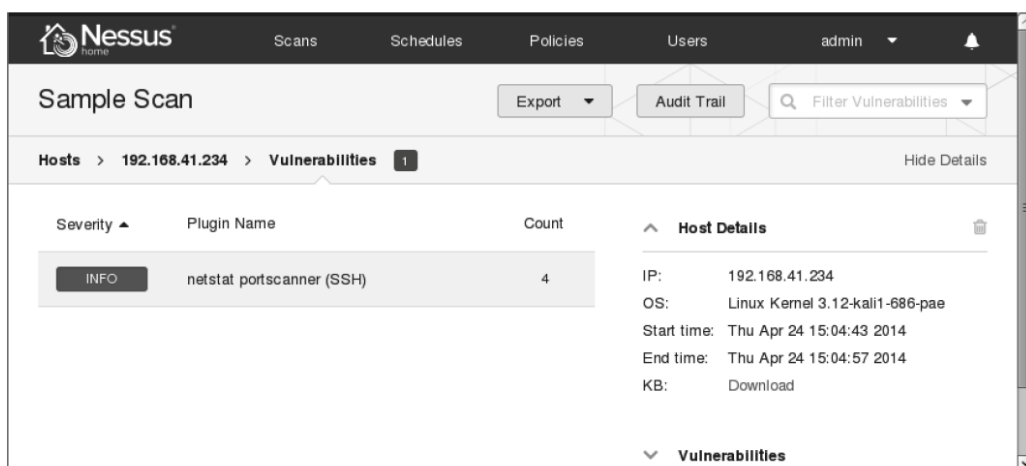 Nessus
home
Scans Schedules Policies Users admin
Sample Scan
Export Audit Trail Filter Vulnerabilities
Hosts > 192.168.41.234 > Vulnerabilities 1 Hide Details
Severity Plugin Name Count
INFO netstat portscanner (SSH) 4
Host Details
IP: 192.168.41.234
OS: Linux Kernel 3.12-kali1-686-pae
Start time: Thu Apr 24 15:04:43 2014
End time: Thu Apr 24 15:04:57 2014
KB: Download
Vulnerabilities